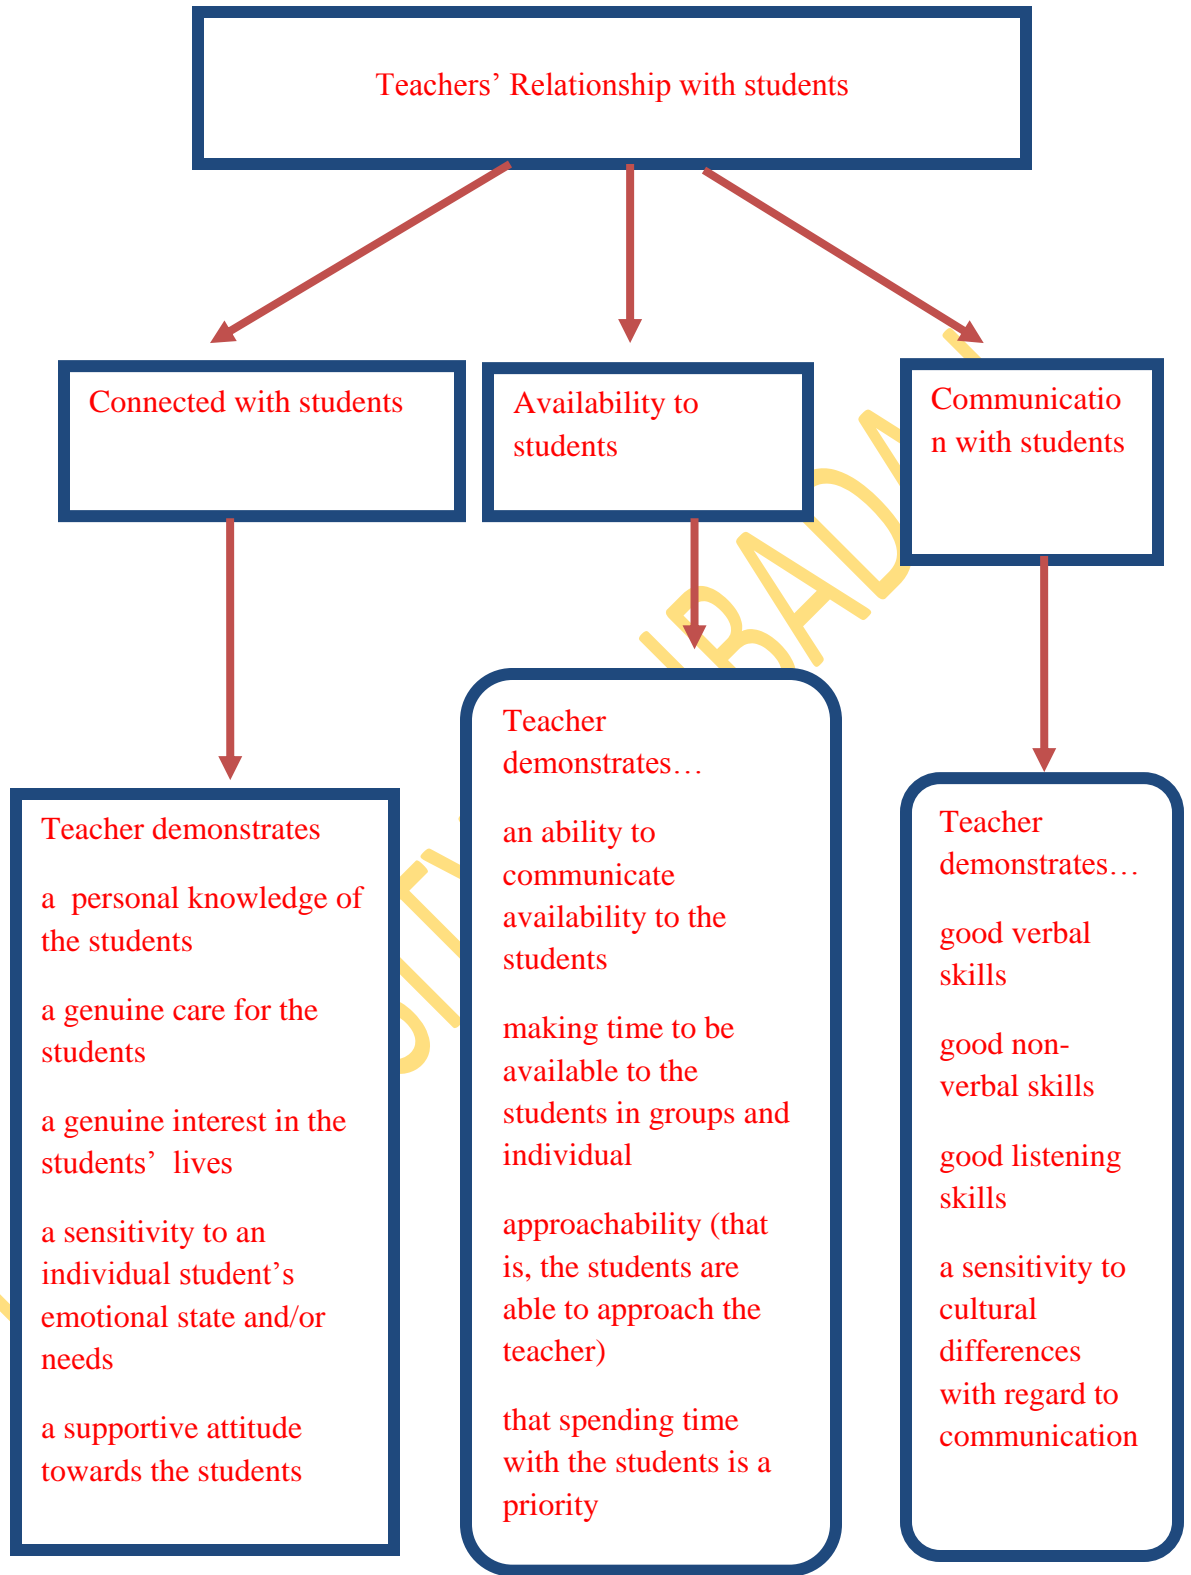 Teachers’ Relationship with students
Connected with students
Availability to
students
Communicatio
n with students
Teacher demonstrates
a  personal knowledge of
the students
a genuine care for the
students
a genuine interest in the
students’  lives
a sensitivity to an
individual student’s
emotional state and/or
needs
a supportive attitude
towards the students
Teacher
demonstrates…
an ability to
communicate
availability to the
students
making time to be
available to the
students in groups and
individual
approachability (that
is, the students are
able to approach the
teacher)
that spending time
with the students is a
priority
Teacher
demonstrates…
good verbal
skills
good non-
verbal skills
good listening
skills
a sensitivity to
cultural
differences
with regard to
communication